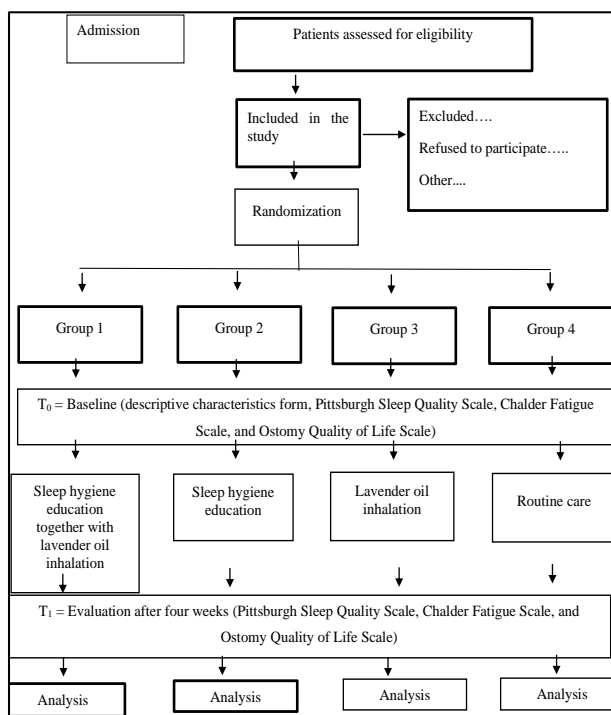 Admission
Patients assessed for eligibility
Included in the
study
Excluded….
Refused to participate…..
Other....
Randomization
Group 1
Group 2
Group 3
Group 4
T₀ = Baseline (descriptive characteristics form, Pittsburgh Sleep Quality Scale, Chalder Fatigue
Scale, and Ostomy Quality of Life Scale)
Sleep hygiene
education
together with
lavender oil
inhalation
Sleep hygiene
education
Lavender oil
inhalation
Routine care
T₁ = Evaluation after four weeks (Pittsburgh Sleep Quality Scale, Chalder Fatigue Scale, and
Ostomy Quality of Life Scale)
Analysis
Analysis
Analysis
Analysis